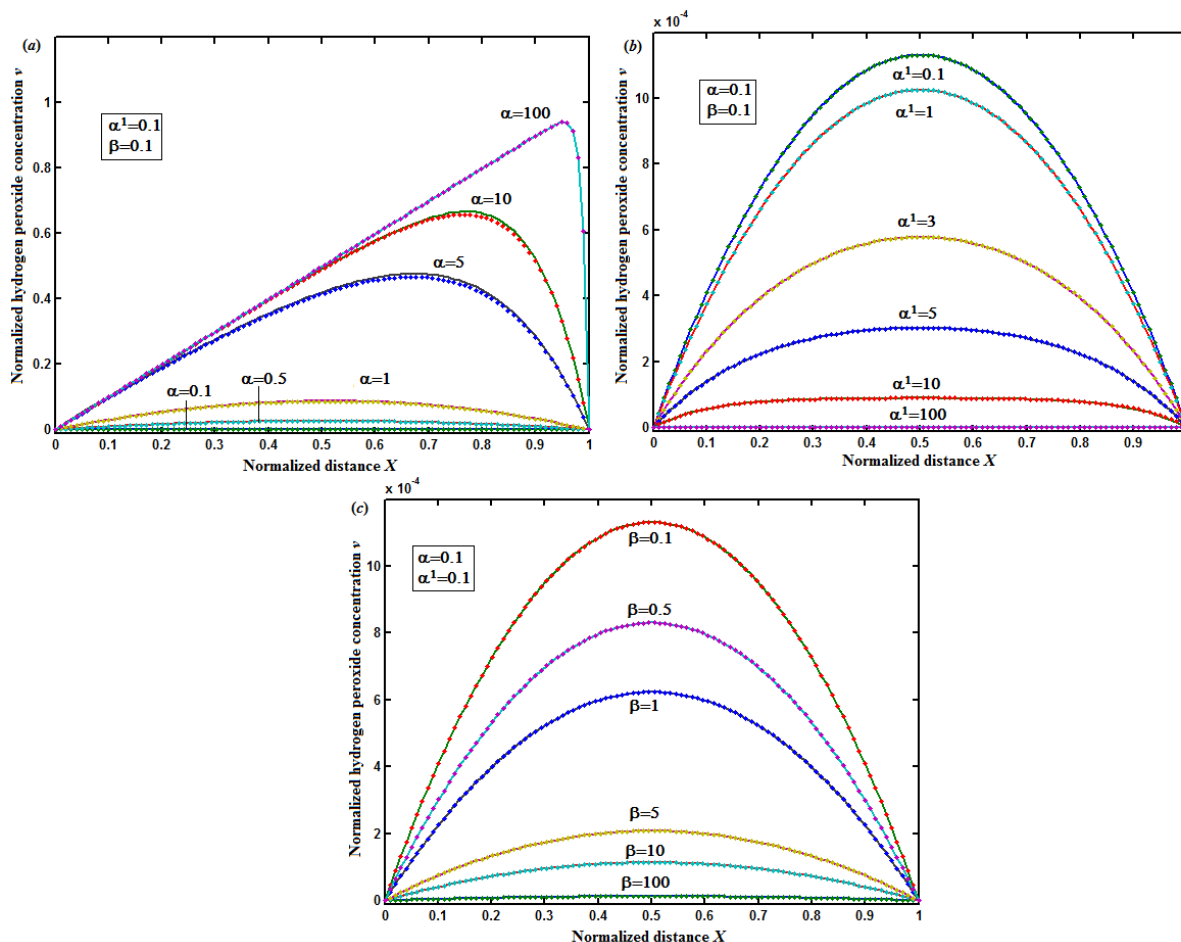 (a)
α¹=0.1
β=0.1
α=100
α=10
α=5
α=0.1
α=0.5
α=1
Normalized hydrogen peroxide concentration v
1
0.8
0.6
0.4
0.2
0
0 0.1 0.2 0.3 0.4 0.5 0.6 0.7 0.8 0.9 1
Normalized distance X
x 10⁻⁴
(b)
α=0.1
β=0.1
α¹=0.1
α¹=1
α¹=3
α¹=5
α¹=10
α¹=100
Normalized hydrogen peroxide concentration v
10
8
6
4
2
0
0 0.1 0.2 0.3 0.4 0.5 0.6 0.7 0.8 0.9
Normalized distance X
x 10⁻⁴
(c)
α=0.1
α¹=0.1
β=0.1
β=0.5
β=1
β=5
β=10
β=100
Normalized hydrogen peroxide concentration v
10
8
6
4
2
0
0 0.1 0.2 0.3 0.4 0.5 0.6 0.7 0.8 0.9 1
Normalized distance X